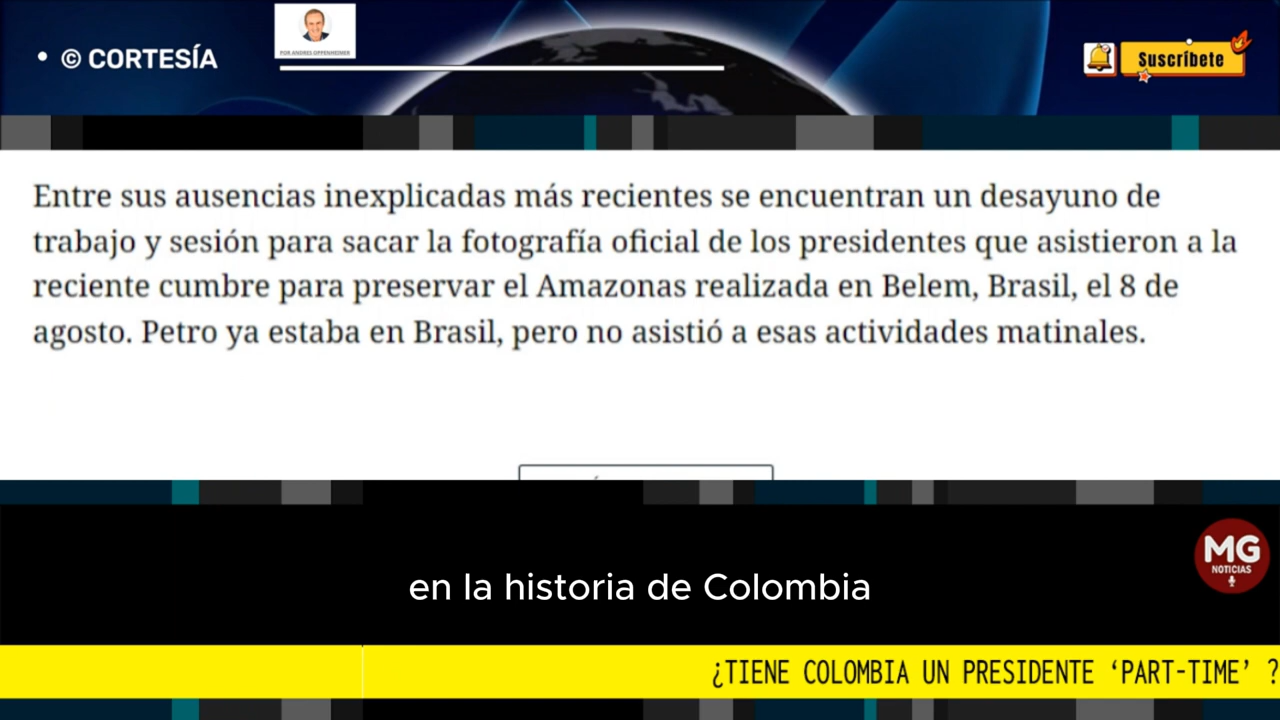 • © CORTESÍA
POR ANDRES OPPENHEIMER
Suscríbete
Entre sus ausencias inexplicadas más recientes se encuentran un desayuno de
trabajo y sesión para sacar la fotografía oficial de los presidentes que asistieron a la
reciente cumbre para preservar el Amazonas realizada en Belem, Brasil, el 8 de
agosto. Petro ya estaba en Brasil, pero no asistió a esas actividades matinales.
MG
NOTICIAS
en la historia de Colombia
¿TIENE COLOMBIA UN PRESIDENTE ‘PART-TIME’ ?